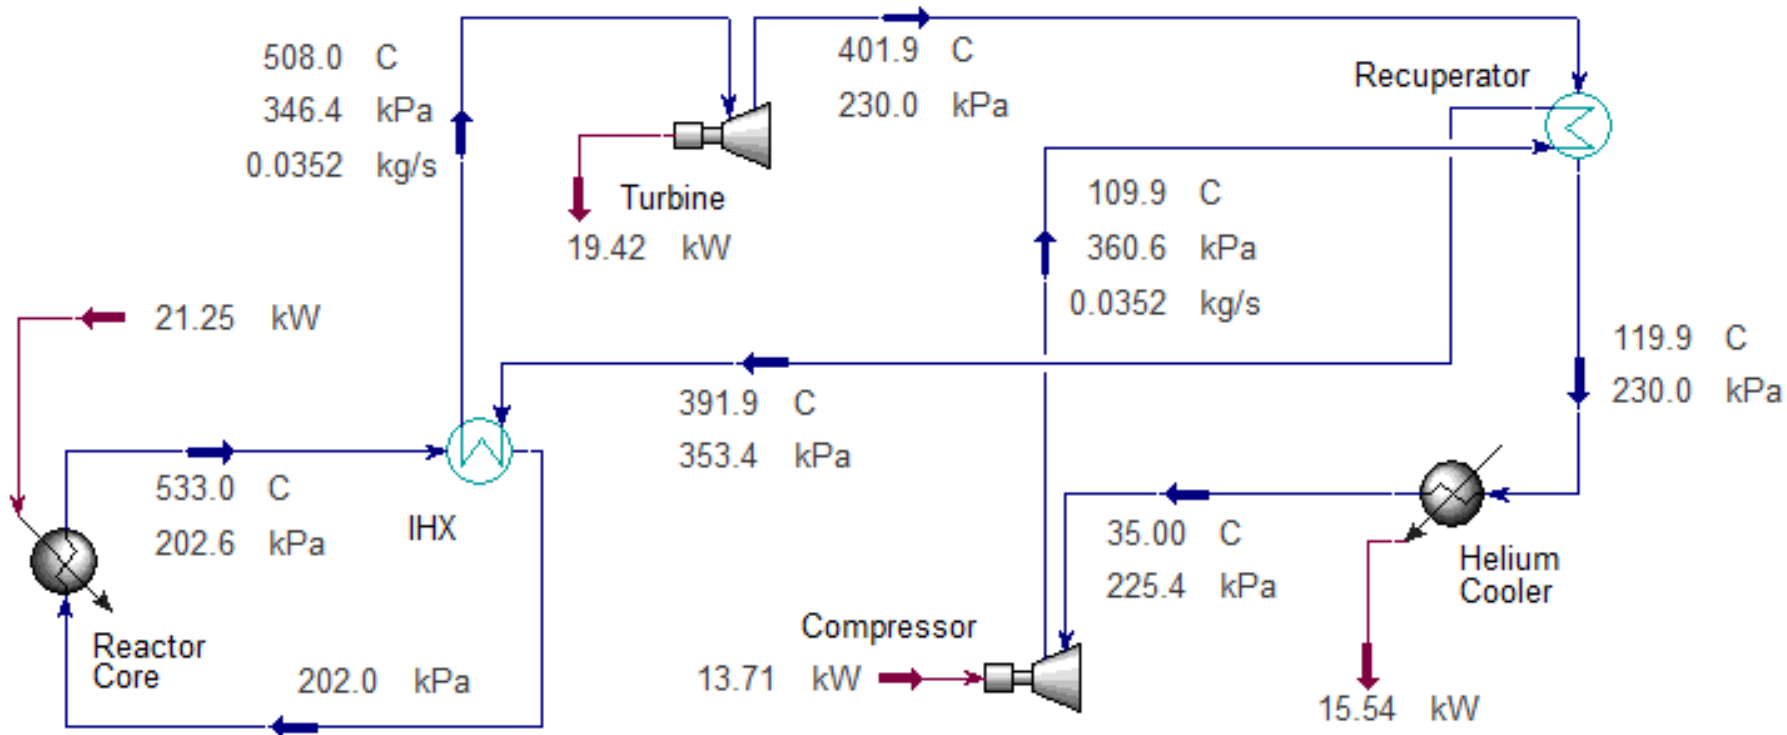 508.0 C
346.4 kPa
0.0352 kg/s
401.9 C
230.0 kPa
Recuperator
Turbine
19.42 kW
109.9 C
360.6 kPa
0.0352 kg/s
21.25 kW
119.9 C
230.0 kPa
391.9 C
353.4 kPa
533.0 C
202.6 kPa
IHX
35.00 C
225.4 kPa
Helium
Cooler
Reactor
Core
202.0 kPa
Compressor
13.71 kW
15.54 kW